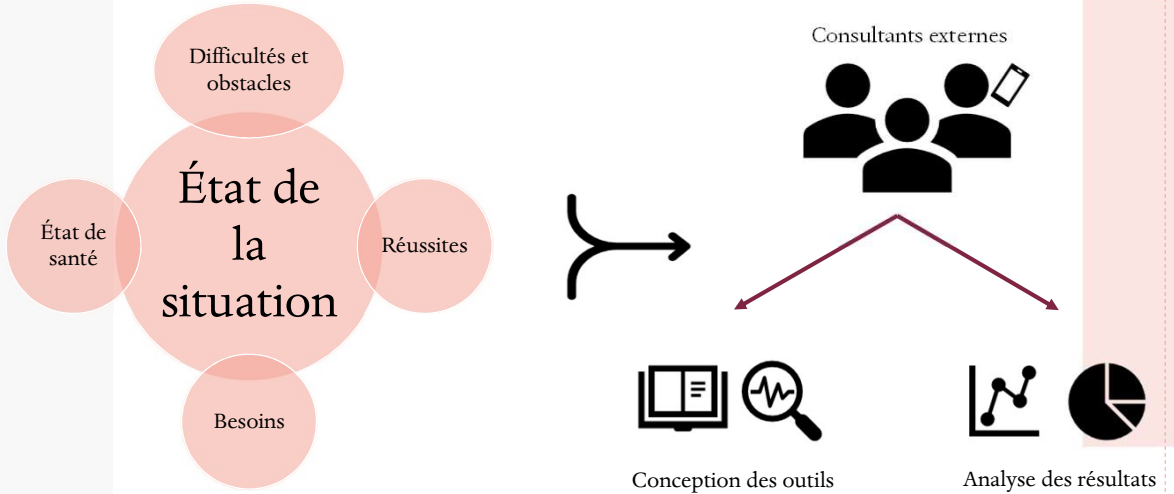 Difficultés et
obstacles
État de
la
situation
État de
santé
Réussites
Besoins
Consultants externes
Conception des outils
Analyse des résultats